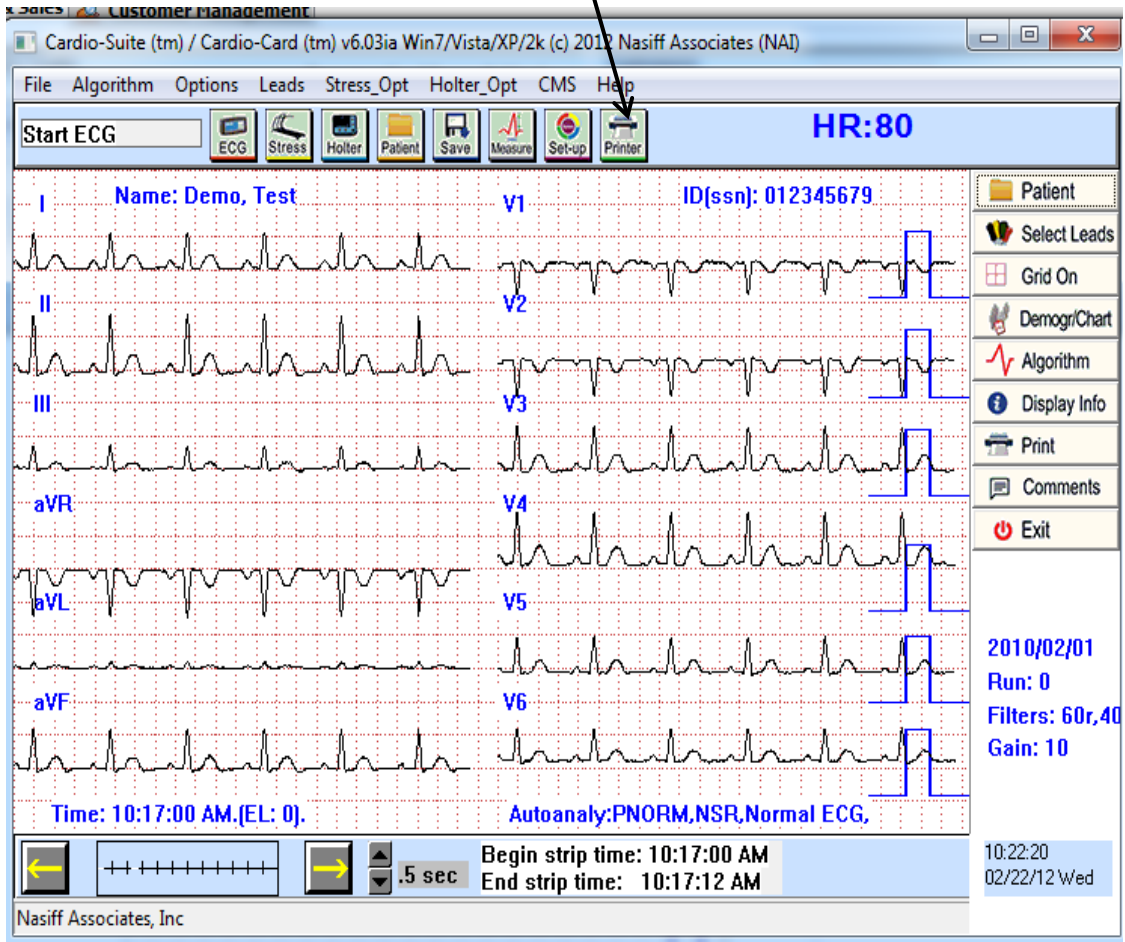 Sales Customer Management
Cardio-Suite (tm) / Cardio-Card (tm) v6.03ia Win7/Vista/XP/2k (c) 2012 Nasiff Associates (NAI)
File Algorithm Options Leads Stress_Opt Holter_Opt CMS Help
Start ECG
ECG Stress Holter Patient Save Measure Set-up Printer
HR:80
I Name: Demo, Test V1 ID(ssn): 012345679
II V2
III V3
aVR V4
aVL V5
aVF V6
Time: 10:17:00 AM.(EL: 0). Autoanaly:PNORM,NSR,Normal ECG,
Patient
Select Leads
Grid On
Demogr/Chart
Algorithm
Display Info
Print
Comments
Exit
2010/02/01
Run: 0
Filters: 60r,40
Gain: 10
.5 sec
Begin strip time: 10:17:00 AM
End strip time: 10:17:12 AM
10:22:20
02/22/12 Wed
Nasiff Associates, Inc